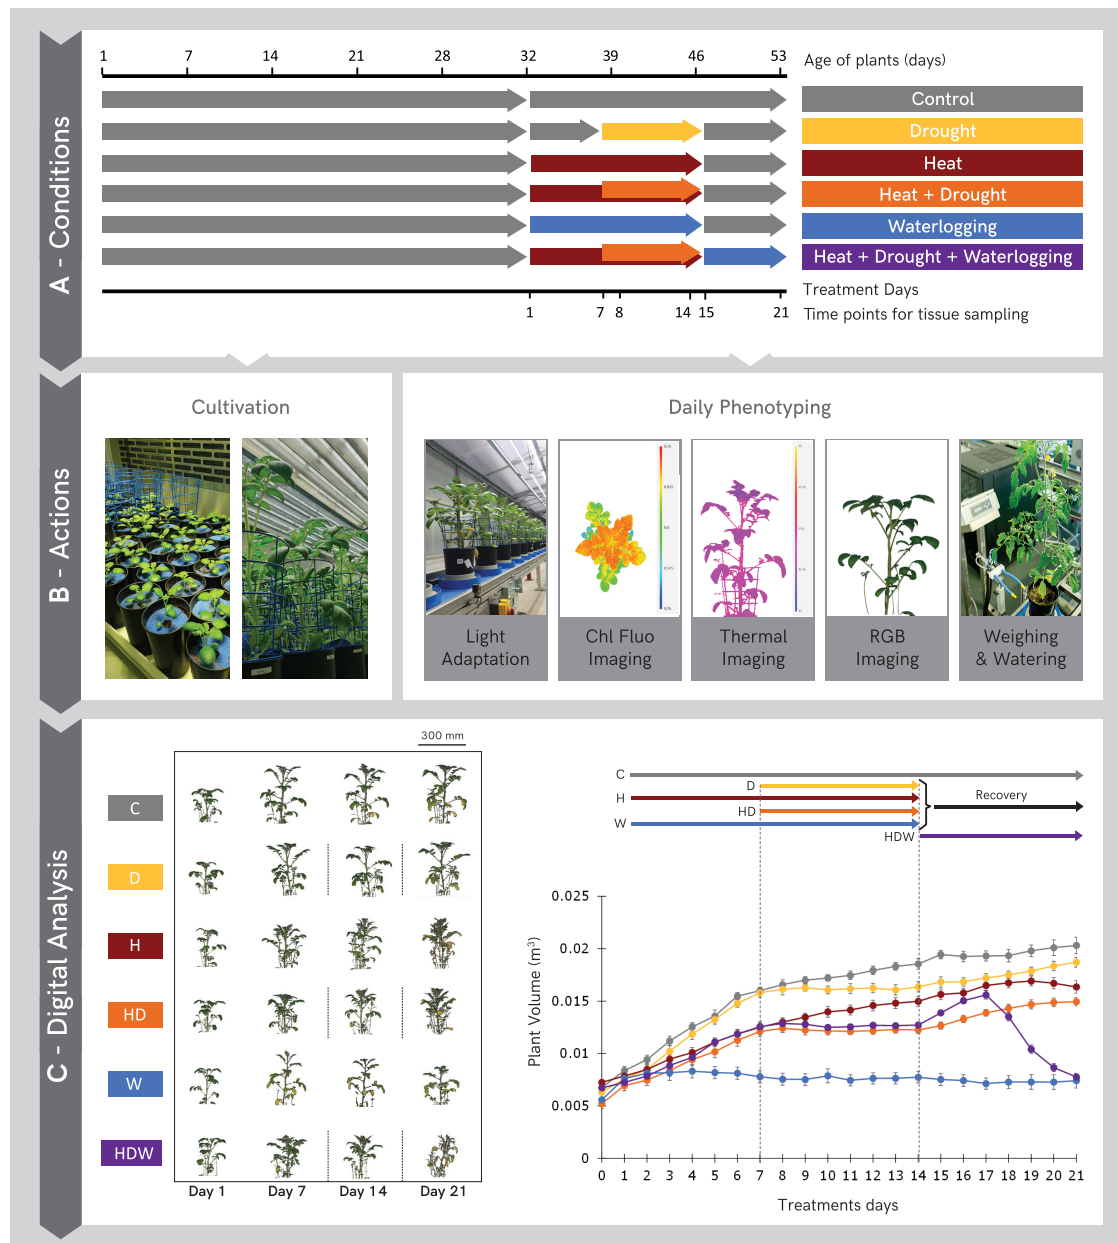 A - Conditions
1 7 14 21 28 32 39 46 53 Age of plants (days)
Control
Drought
Heat
Heat + Drought
Waterlogging
Heat + Drought + Waterlogging
Treatment Days
1 7 8 14 15 21 Time points for tissue sampling
B - Actions
Cultivation
Daily Phenotyping
Light
Adaptation
Chl Fluo
Imaging
Thermal
Imaging
RGB
Imaging
Weighing
& Watering
C - Digital Analysis
300 mm
C
D
H
HD
W
HDW
Day 1 Day 7 Day 14 Day 21
C
D
H
HD
W
HDW
Recovery
Plant Volume (m³)
0.025
0.02
0.015
0.01
0.005
0
0 1 2 3 4 5 6 7 8 9 10 11 12 13 14 15 16 17 18 19 20 21
Treatments days